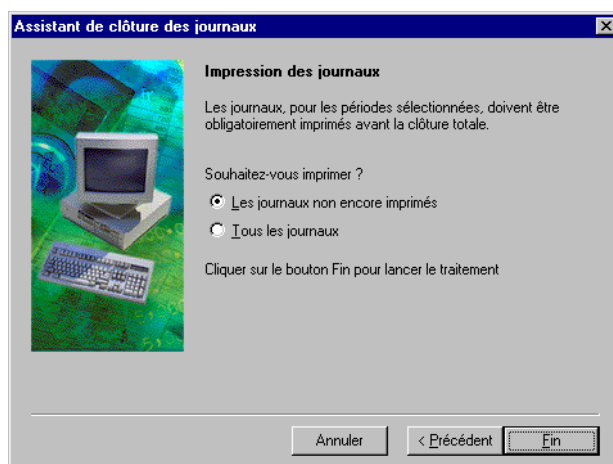 Assistant de clôture des journaux
Impression des journaux
Les journaux, pour les périodes sélectionnées, doivent être
obligatoirement imprimés avant la clôture totale.
Souhaitez-vous imprimer ?
Les journaux non encore imprimés
Tous les journaux
Cliquer sur le bouton Fin pour lancer le traitement
Annuler
< Précédent
Fin